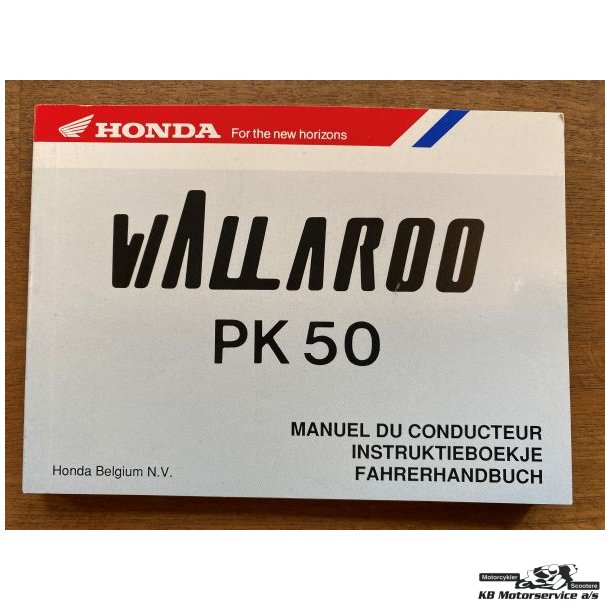 HONDA For the new horizons
WALLAROO
PK 50
MANUEL DU CONDUCTEUR
INSTRUKTIEBOEKJE
FAHRERHANDBUCH
Honda Belgium N.V.
Motorcykler Scootere
KB Motorservice a/s